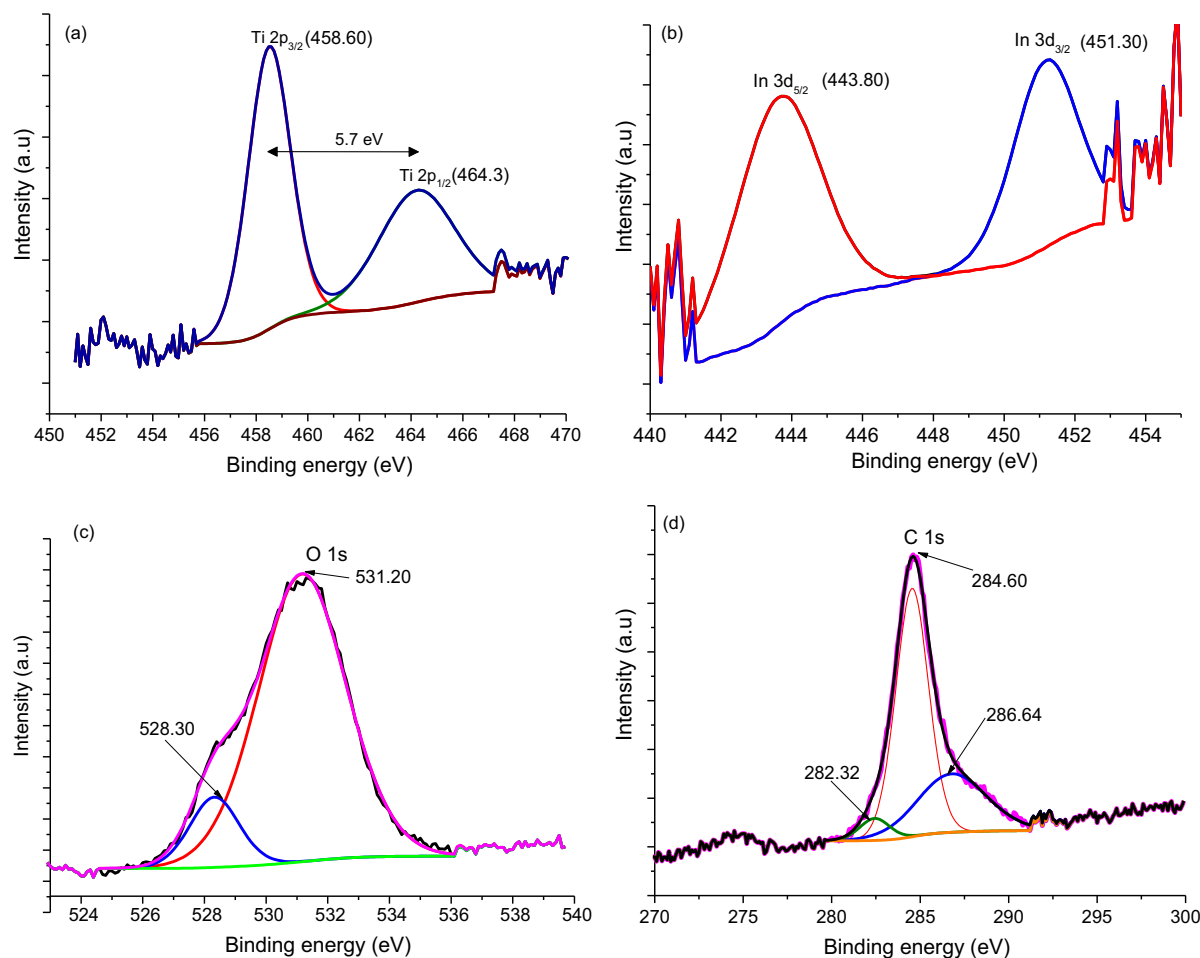 (a)
Ti 2p3/2 (458.60)
5.7 eV
Ti 2p1/2 (464.3)
Intensity (a.u)
450 452 454 456 458 460 462 464 466 468 470
Binding energy (eV)
(b)
In 3d5/2 (443.80)
In 3d3/2 (451.30)
Intensity (a.u)
440 442 444 446 448 450 452 454
Binding energy (eV)
(c)
O 1s
531.20
528.30
Intensity (a.u)
524 526 528 530 532 534 536 538 540
Binding energy (eV)
(d)
C 1s
284.60
286.64
282.32
Intensity (a.u)
270 275 280 285 290 295 300
Binding energy (eV)